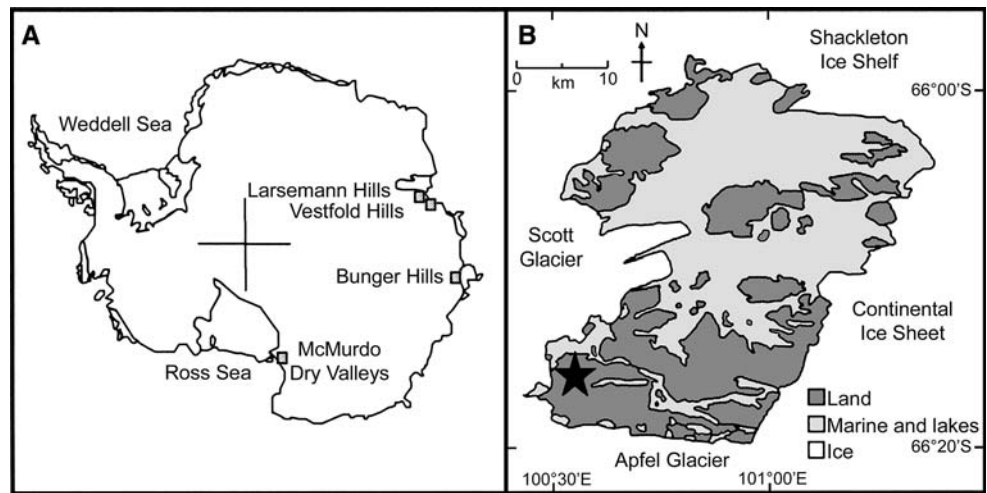 A
Weddell Sea
Larsemann Hills
Vestfold Hills
Bunger Hills
McMurdo
Dry Valleys
Ross Sea
B
N
0 10
km
Shackleton
Ice Shelf
66°00'S
Scott
Glacier
Continental
Ice Sheet
Land
Marine and lakes
Ice
66°20'S
Apfel Glacier
100°30'E
101°00'E